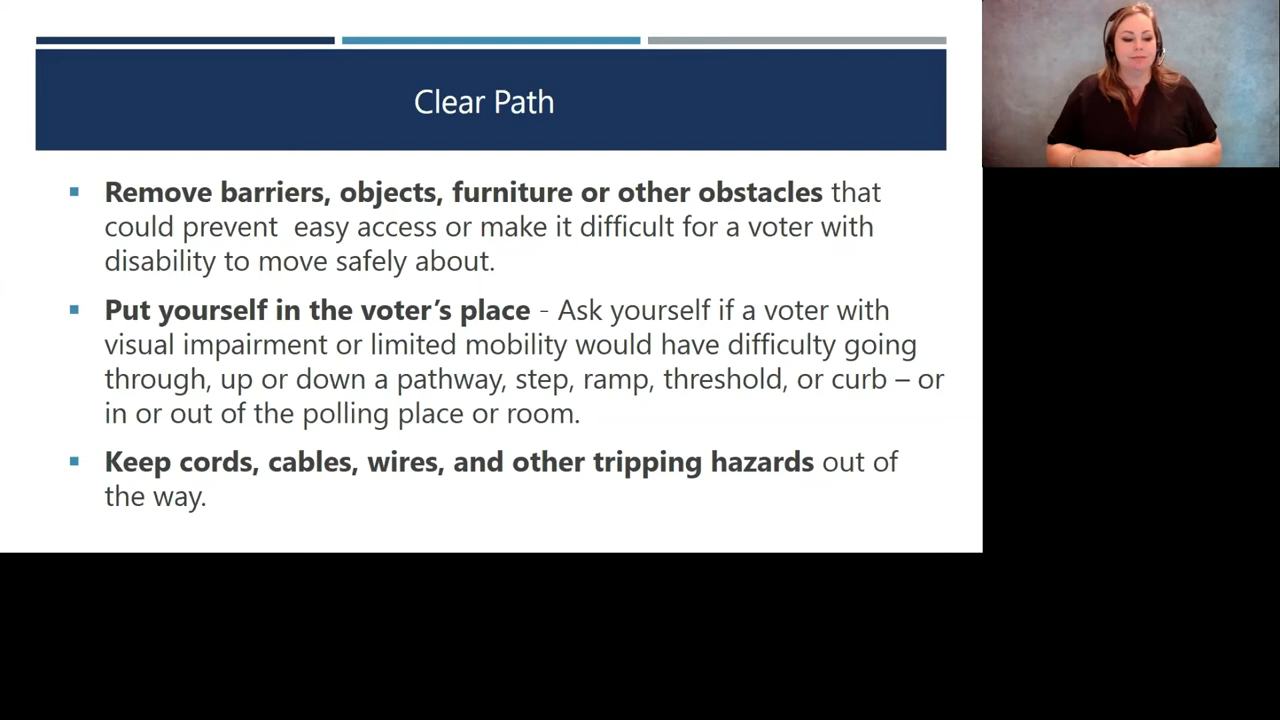 Clear Path
▪ Remove barriers, objects, furniture or other obstacles that
could prevent  easy access or make it difficult for a voter with
disability to move safely about.
▪ Put yourself in the voter’s place - Ask yourself if a voter with
visual impairment or limited mobility would have difficulty going
through, up or down a pathway, step, ramp, threshold, or curb – or
in or out of the polling place or room.
▪ Keep cords, cables, wires, and other tripping hazards out of
the way.